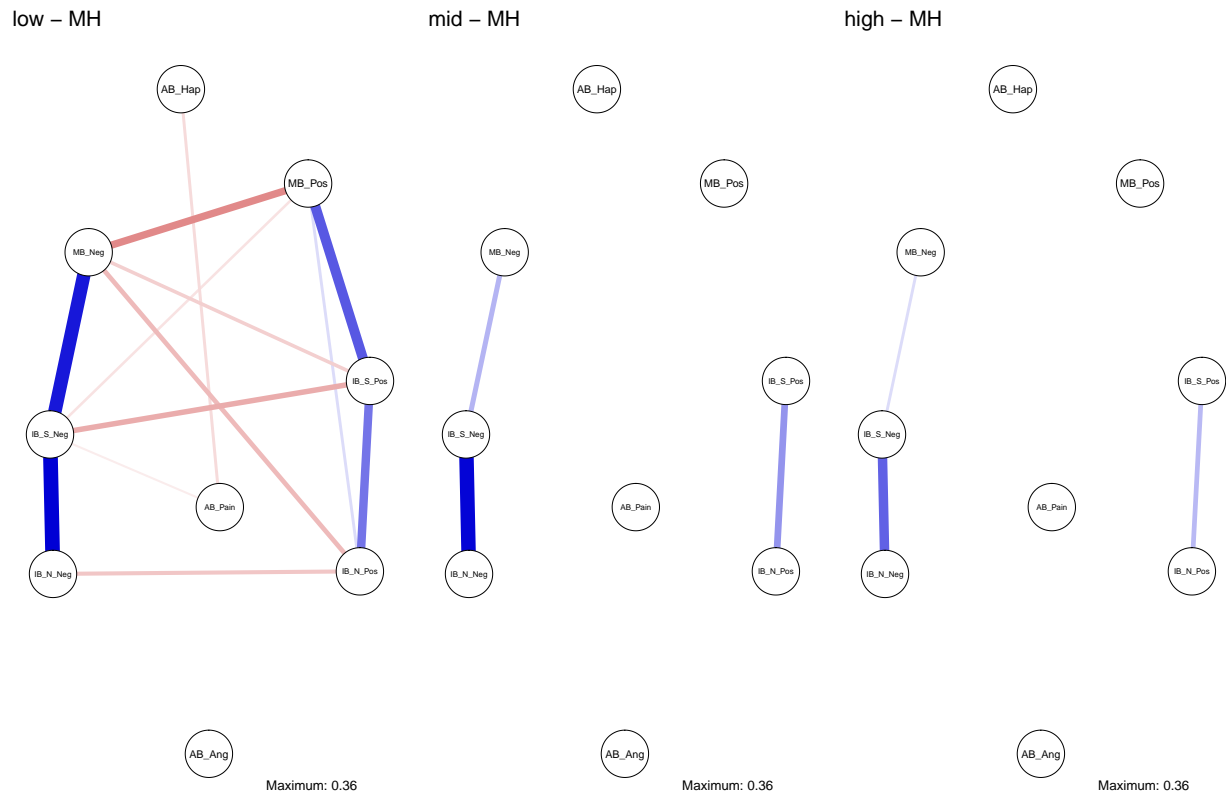 low – MH
AB_Hap
MB_Pos
MB_Neg
IB_S_Pos
IB_S_Neg
AB_Pain
IB_N_Neg
IB_N_Pos
AB_Ang
Maximum: 0.36
mid – MH
AB_Hap
MB_Pos
MB_Neg
IB_S_Pos
IB_S_Neg
AB_Pain
IB_N_Neg
IB_N_Pos
AB_Ang
Maximum: 0.36
high – MH
AB_Hap
MB_Pos
MB_Neg
IB_S_Pos
IB_S_Neg
AB_Pain
IB_N_Neg
IB_N_Pos
AB_Ang
Maximum: 0.36